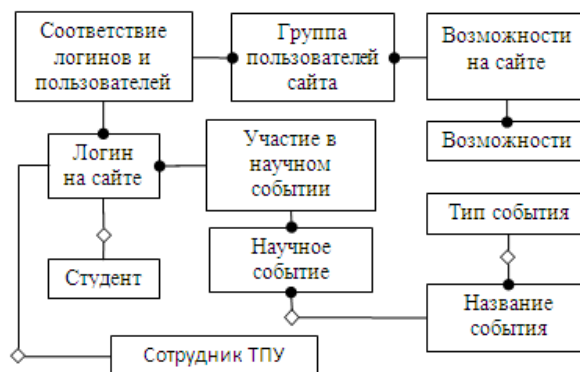 Соответствие
логинов и
пользователей
Группа
пользователей
сайта
Возможности
на сайте
Возможности
Логин
на сайте
Участие в
научном
событии
Тип события
Научное
событие
Студент
Название
события
Сотрудник ТПУ